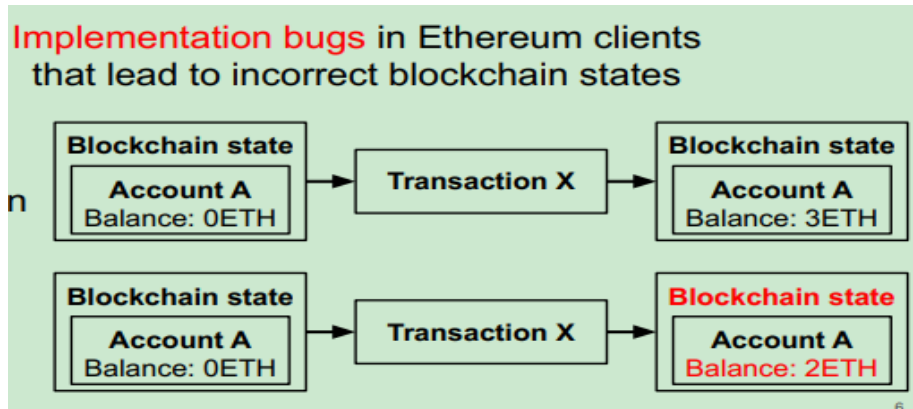 Implementation bugs in Ethereum clients
that lead to incorrect blockchain states
Blockchain state
Account A
Balance: 0ETH
Transaction X
Blockchain state
Account A
Balance: 3ETH
n
Blockchain state
Account A
Balance: 0ETH
Transaction X
Blockchain state
Account A
Balance: 2ETH
6